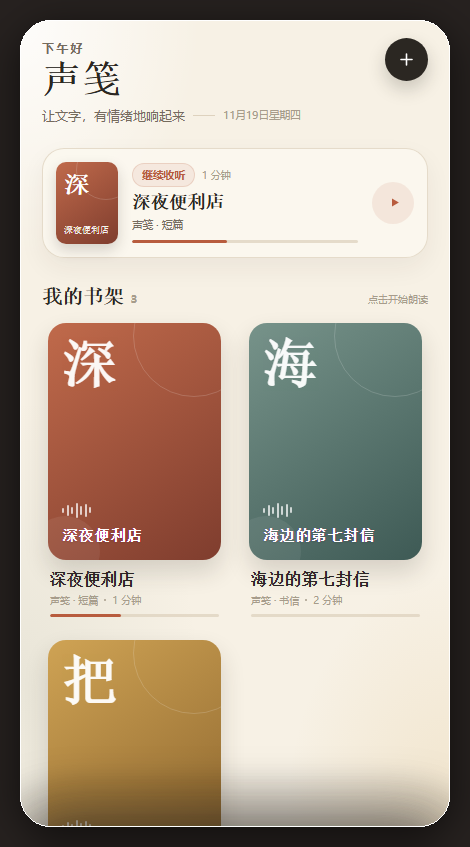 下午好
声笺
让文字，有情绪地响起来
11月19日星期四
深
深夜便利店
继续收听
1 分钟
深夜便利店
声笺 · 短篇
我的书架 3
点击开始朗读
深
深夜便利店
深夜便利店
声笺 · 短篇 · 1 分钟
海
海边的第七封信
海边的第七封信
声笺 · 书信 · 2 分钟
把